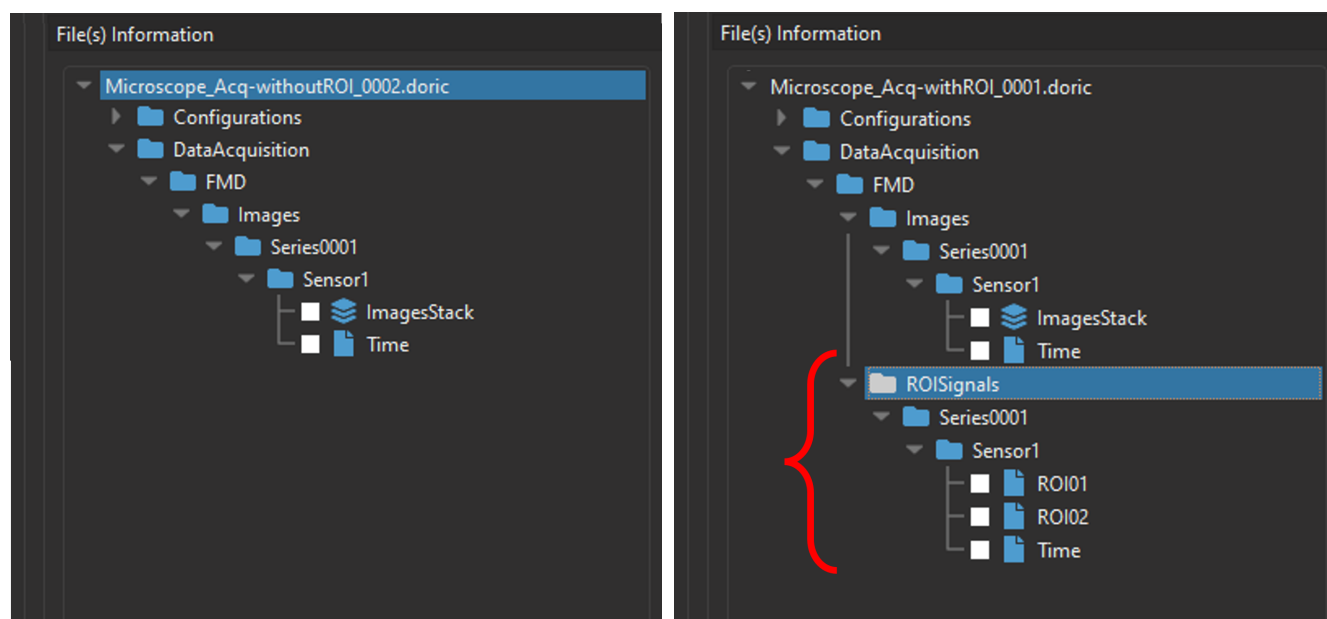 File(s) Information
Microscope_Acq-withoutROI_0002.doric
Configurations
DataAcquisition
FMD
Images
Series0001
Sensor1
ImagesStack
Time
File(s) Information
Microscope_Acq-withROI_0001.doric
Configurations
DataAcquisition
FMD
Images
Series0001
Sensor1
ImagesStack
Time
ROISignals
Series0001
Sensor1
ROI01
ROI02
Time